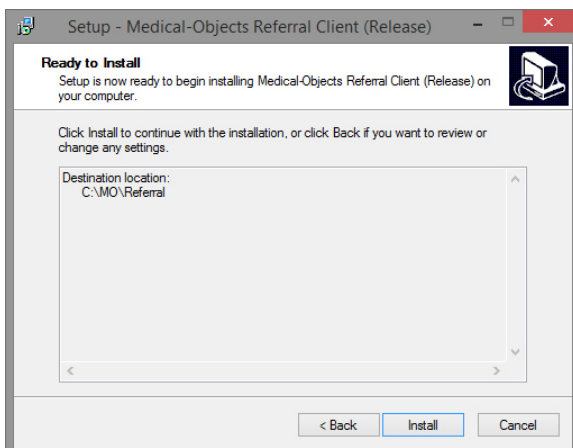 Setup - Medical-Objects Referral Client (Release)
Ready to Install
Setup is now ready to begin installing Medical-Objects Referral Client (Release) on
your computer.
Click Install to continue with the installation, or click Back if you want to review or
change any settings.
Destination location:
C:\MO\Referral
< Back Install Cancel